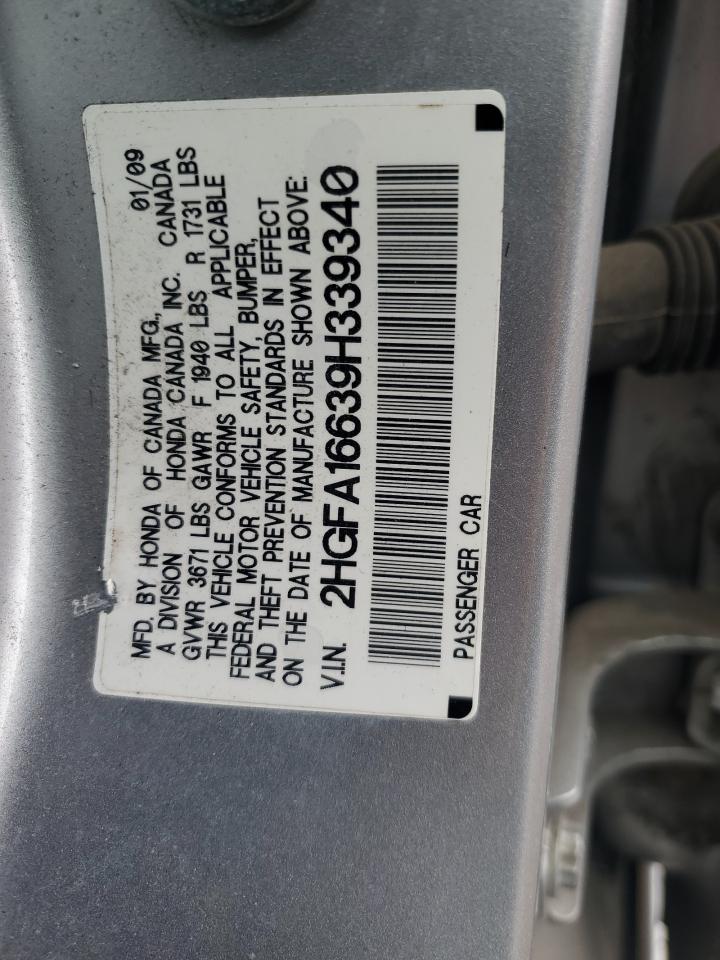 MFD. BY HONDA OF CANADA MFG., 01/09
A DIVISION OF HONDA CANADA INC. CANADA
GVWR 3671 LBS GAWR F 1940 LBS R 1731 LBS
THIS VEHICLE CONFORMS TO ALL APPLICABLE
FEDERAL MOTOR VEHICLE SAFETY, BUMPER,
AND THEFT PREVENTION STANDARDS IN EFFECT
ON THE DATE OF MANUFACTURE SHOWN ABOVE:
V.I.N. 2HGFA16639H339340
PASSENGER CAR